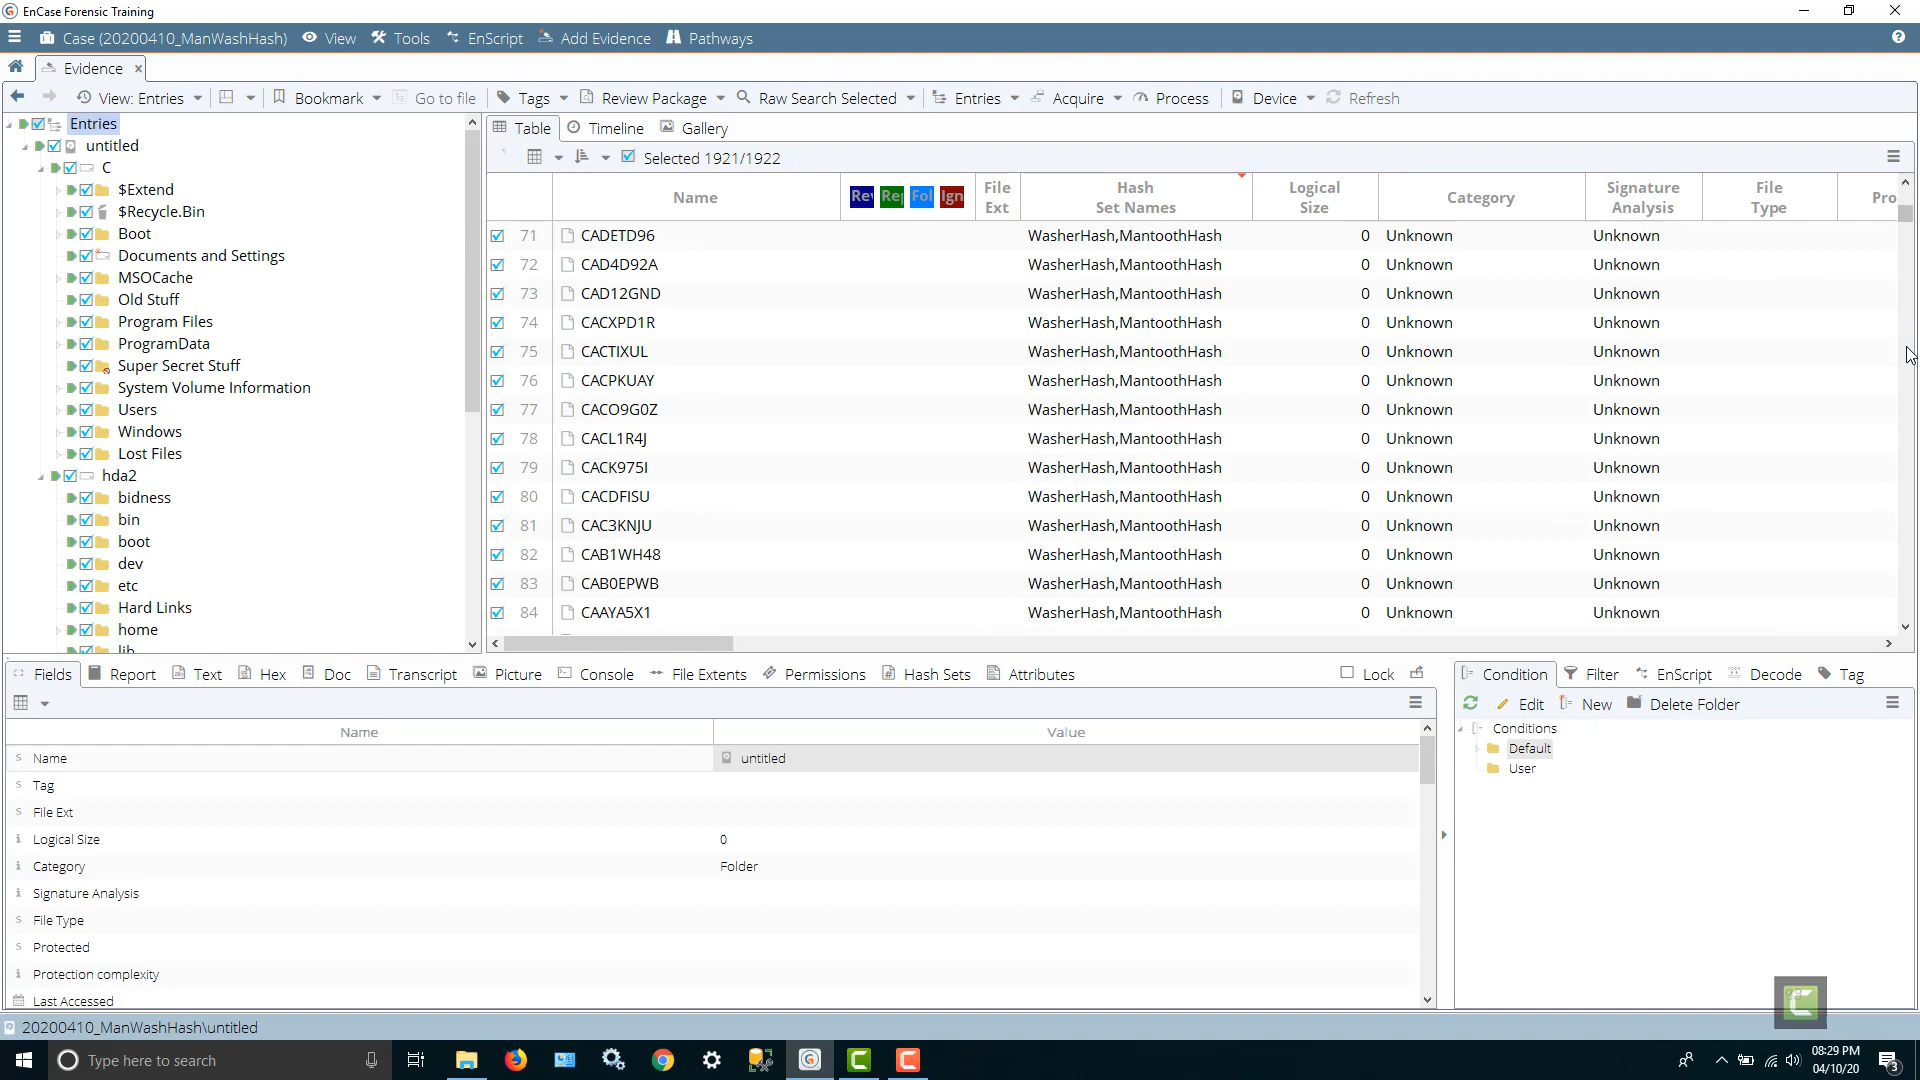 EnCase Forensic Training
Case (20200410_ManWashHash) View Tools EnScript Add Evidence Pathways
Evidence
View: Entries Bookmark Go to file Tags Review Package Raw Search Selected Entries Acquire Process Device Refresh
Entries
untitled
C
$Extend
$Recycle.Bin
Boot
Documents and Settings
MSOCache
Old Stuff
Program Files
ProgramData
Super Secret Stuff
System Volume Information
Users
Windows
Lost Files
hda2
bidness
bin
boot
dev
etc
Hard Links
home
lib
Table Timeline Gallery
Selected 1921/1922
Name Rev Rep Fol Ign File Ext Hash Set Names Logical Size Category Signature Analysis File Type Pro
71 CADETD96 WasherHash,MantoothHash 0 Unknown Unknown
72 CAD4D92A WasherHash,MantoothHash 0 Unknown Unknown
73 CAD12GND WasherHash,MantoothHash 0 Unknown Unknown
74 CACXPD1R WasherHash,MantoothHash 0 Unknown Unknown
75 CACTIXUL WasherHash,MantoothHash 0 Unknown Unknown
76 CACPKUAY WasherHash,MantoothHash 0 Unknown Unknown
77 CACO9G0Z WasherHash,MantoothHash 0 Unknown Unknown
78 CACL1R4J WasherHash,MantoothHash 0 Unknown Unknown
79 CACK975I WasherHash,MantoothHash 0 Unknown Unknown
80 CACDFISU WasherHash,MantoothHash 0 Unknown Unknown
81 CAC3KNJU WasherHash,MantoothHash 0 Unknown Unknown
82 CAB1WH48 WasherHash,MantoothHash 0 Unknown Unknown
83 CAB0EPWB WasherHash,MantoothHash 0 Unknown Unknown
84 CAAYA5X1 WasherHash,MantoothHash 0 Unknown Unknown
Fields Report Text Hex Doc Transcript Picture Console File Extents Permissions Hash Sets Attributes Lock
Name Value
Name untitled
Tag
File Ext
Logical Size 0
Category Folder
Signature Analysis
File Type
Protected
Protection complexity
Last Accessed
Condition Filter EnScript Decode Tag
Edit New Delete Folder
Conditions
Default
User
20200410_ManWashHash\untitled
Type here to search
08:29 PM
04/10/20
3